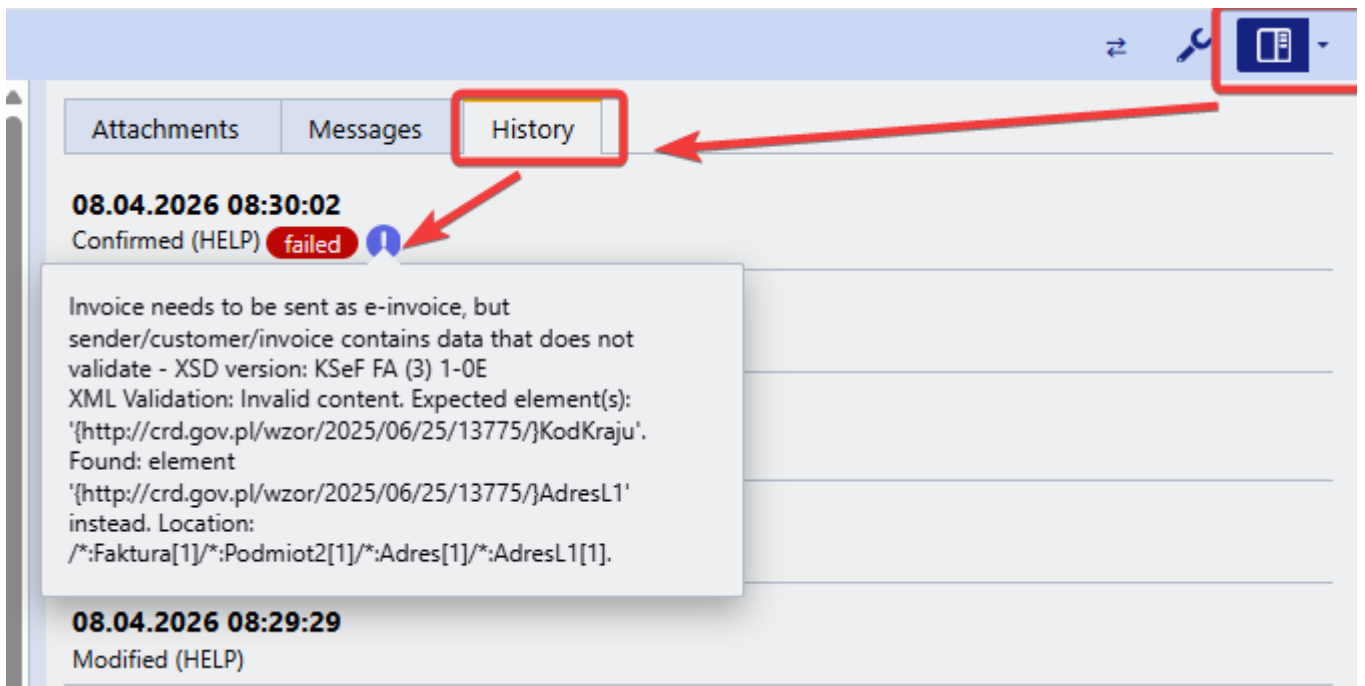 Attachments
Messages
History
08.04.2026 08:30:02
Confirmed (HELP) failed !
Invoice needs to be sent as e-invoice, but
sender/customer/invoice contains data that does not
validate - XSD version: KSeF FA (3) 1-0E
XML Validation: Invalid content. Expected element(s):
'{http://crd.gov.pl/wzor/2025/06/25/13775/}KodKraju'.
Found: element
'{http://crd.gov.pl/wzor/2025/06/25/13775/}AdresL1'
instead. Location:
/*:Faktura[1]/*:Podmiot2[1]/*:Adres[1]/*:AdresL1[1].
08.04.2026 08:29:29
Modified (HELP)